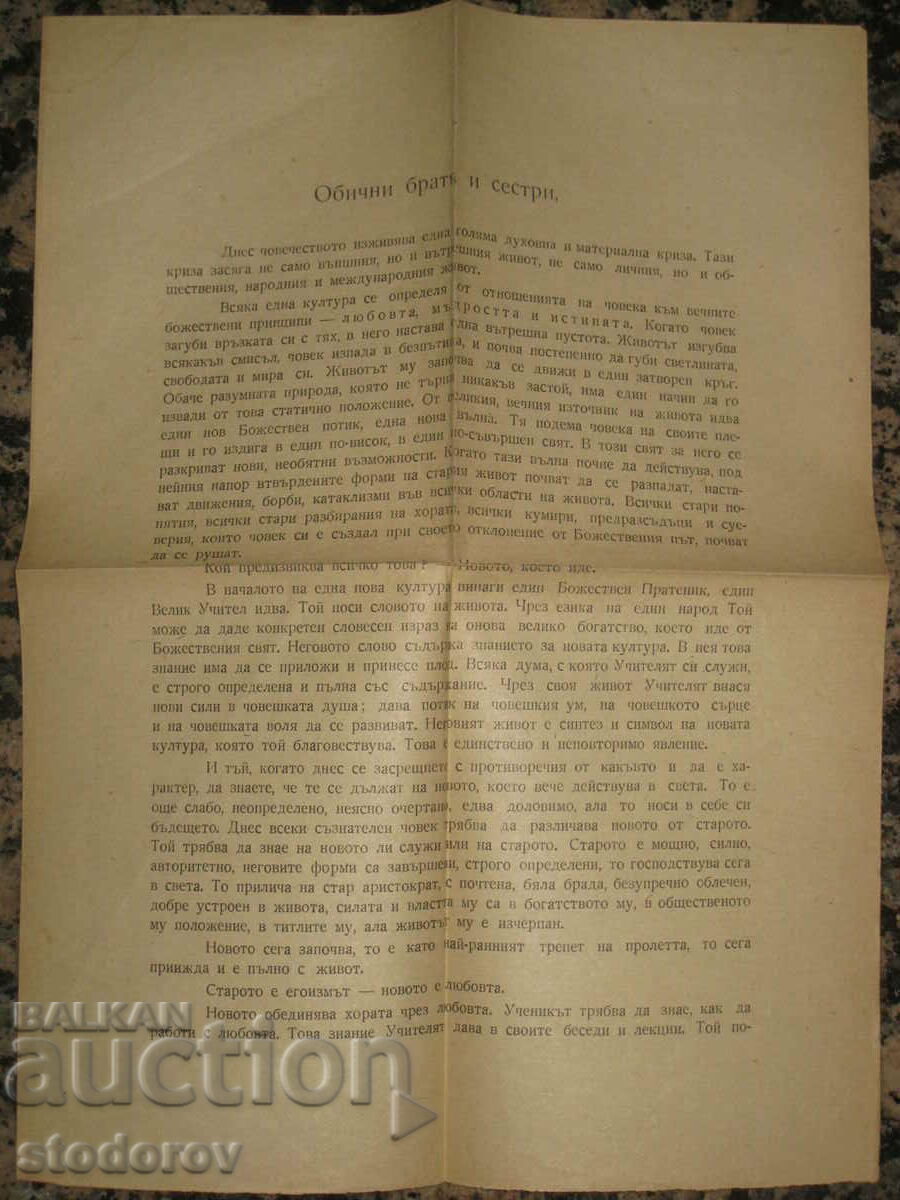 Обични братя и сестри,
Днес човечеството изживява една голяма духовна и материална криза. Тази
криза засяга не само външния, но и вътрешния живот, не само личния, но и об-
ществения, народния и международния живот.
Всяка една култура се определя от отношенията на човека към вечните
божествени принципи — любовта, мъдростта и истината. Когато човек
загуби връзката си с тях, в него настава една вътрешна пустота. Животът изгубва
всякакъв смисъл, човек изпада в безпътица, и почва постепенно да губи светлината,
свободата и мира си. Животът му започва да се движи в един затворен кръг.
Обаче разумната природа, която не търпи никакъв застой, има един начин да го
извади от това статично положение. От великия, вечния източник на живота идва
един нов Божествен потик, една нова вълна. Тя подема човека на своите пле-
щи и го издига в един по-висок, в един по-съвършен свят. В този свят за него се
разкриват нови, необятни възможности. Когато тази вълна почне да действува, под
нейния напор втвърдените форми на стария живот почват да се разпадат, наста-
ват движения, борби, катаклизми във всички области на живота. Всички стари по-
нятия, всички стари разбирания на хората, всички кумири, предразсъдъци и суе-
верия, които човек си е създал при своето отклонение от Божествения път, почват
да се рушат.
Кой предизвиква всичко това? — Новото, което иде.
В началото на една нова култура винаги един Божествен Пратеник, един
Велик Учител идва. Той носи словото на живота. Чрез езика на един народ Той
може да даде конкретен словесен израз на онова велико богатство, което иде от
Божествения свят. Неговото слово съдържа знанието за новата култура. В нея това
знание има да се приложи и принесе плод. Всяка дума, с която Учителят си служи,
е строго определена и пълна със съдържание. Чрез своя живот Учителят внася
нови сили в човешката душа; дава потик на човешкия ум, на човешкото сърце
и на човешката воля да се развиват. Неговият живот е синтез и символ на новата
култура, която той благовествува. Това е единствено и неповторимо явление.
И тъй, когато днес се засрещнете с противоречия от какъвто и да е ха-
рактер, да знаете, че те се дължат на новото, което вече действува в света. То е
още слабо, неопределено, неясно очертано, едва доловимо, ала то носи в себе си
бъдещето. Днес всеки съзнателен човек трябва да различава новото от старото.
Той трябва да знае на новото ли служи или на старото. Старото е мощно, силно,
авторитетно, неговите форми са завършени, строго определени, то господствува сега
в света. То прилича на стар аристократ, с почтена, бяла брада, безупречно облечен,
добре устроен в живота, силата и властта му са в богатството му, в общественото
му положение, в титлите му, ала животът му е изчерпан.
Новото сега започва, то е като най-ранният трепет на пролетта, то сега
приижда и е пълно с живот.
Старото е егоизмът — новото е любовта.
Новото обединява хората чрез любовта. Ученикът трябва да знае, как да
работи с любовта. Това знание Учителят дава в своите беседи и лекции. Той по-
BALKAN
auction
stodorov